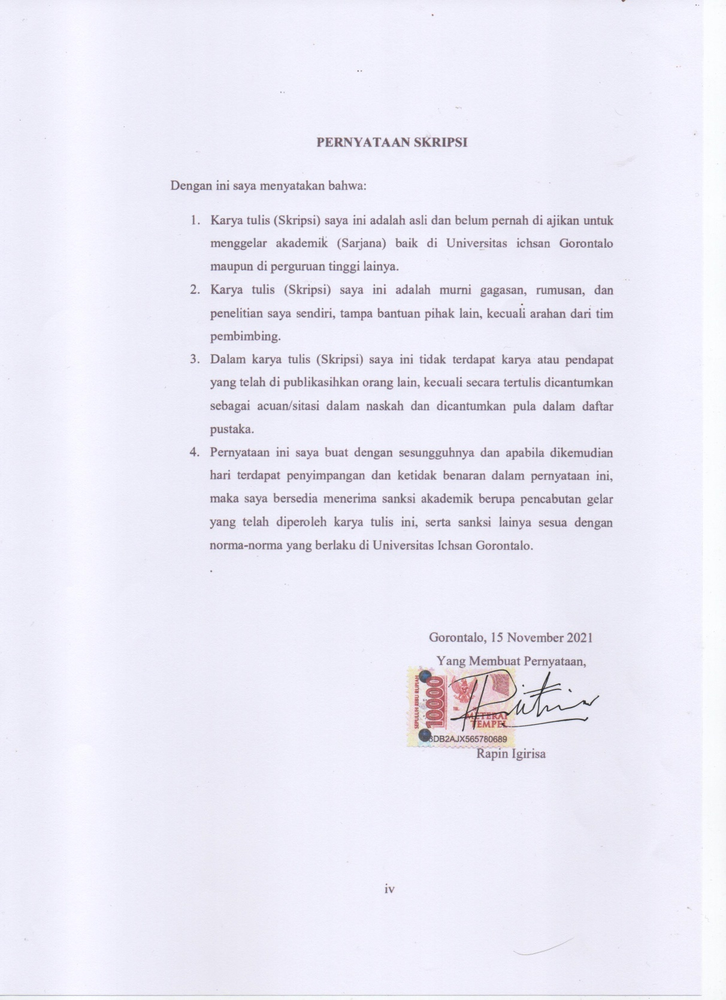 PERNYATAAN SKRIPSI
Dengan ini saya menyatakan bahwa:
1. Karya tulis (Skripsi) saya ini adalah asli dan belum pernah di ajikan untuk
menggelar akademik (Sarjana) baik di Universitas ichsan Gorontalo
maupun di perguruan tinggi lainya.
2. Karya tulis (Skripsi) saya ini adalah murni gagasan, rumusan, dan
penelitian saya sendiri, tampa bantuan pihak lain, kecuali arahan dari tim
pembimbing.
3. Dalam karya tulis (Skripsi) saya ini tidak terdapat karya atau pendapat
yang telah di publikasihkan orang lain, kecuali secara tertulis dicantumkan
sebagai acuan/sitasi dalam naskah dan dicantumkan pula dalam daftar
pustaka.
4. Pernyataan ini saya buat dengan sesungguhnya dan apabila dikemudian
hari terdapat penyimpangan dan ketidak benaran dalam pernyataan ini,
maka saya bersedia menerima sanksi akademik berupa pencabutan gelar
yang telah diperoleh karya tulis ini, serta sanksi lainya sesua dengan
norma-norma yang berlaku di Universitas Ichsan Gorontalo.
.
Gorontalo, 15 November 2021
Yang Membuat Pernyataan,
SEPULUH RIBU RUPIAH
10000
TGL.
METERAI
TEMPEL
3DB2AJX565780689
Rapin Igirisa
iv